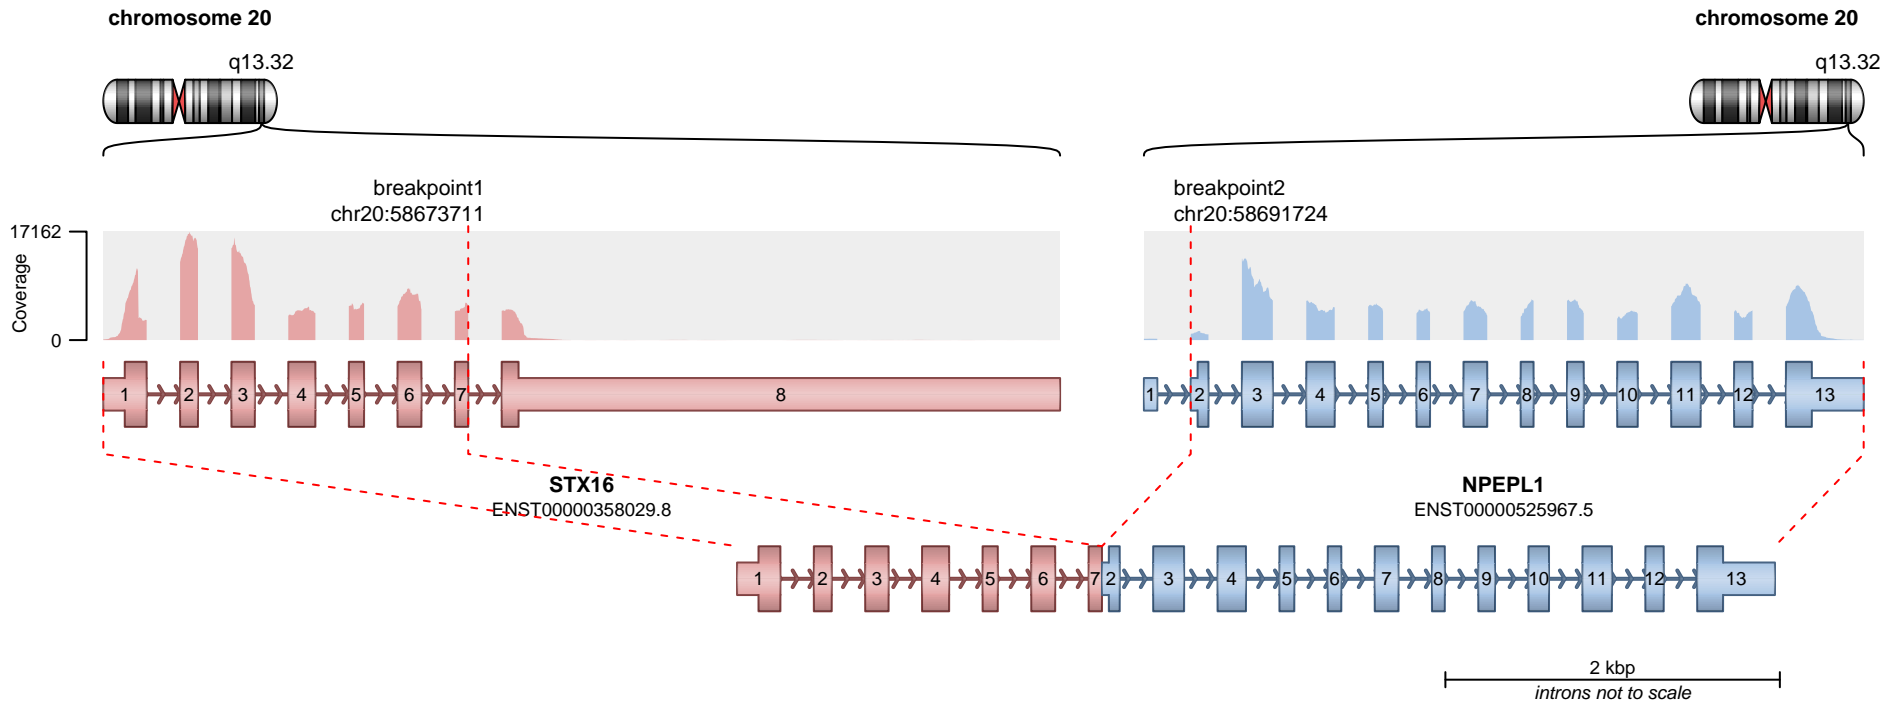 chromosome 20
chromosome 20
q13.32
q13.32
breakpoint1
chr20:58673711
breakpoint2
chr20:58691724
17162
Coverage
0
1 2 3 4 5 6 7 8
1 2 3 4 5 6 7 8 9 10 11 12 13
STX16
ENST00000358029.8
NPEPL1
ENST00000525967.5
1 2 3 4 5 6 7 2 3 4 5 6 7 8 9 10 11 12 13
2 kbp
introns not to scale